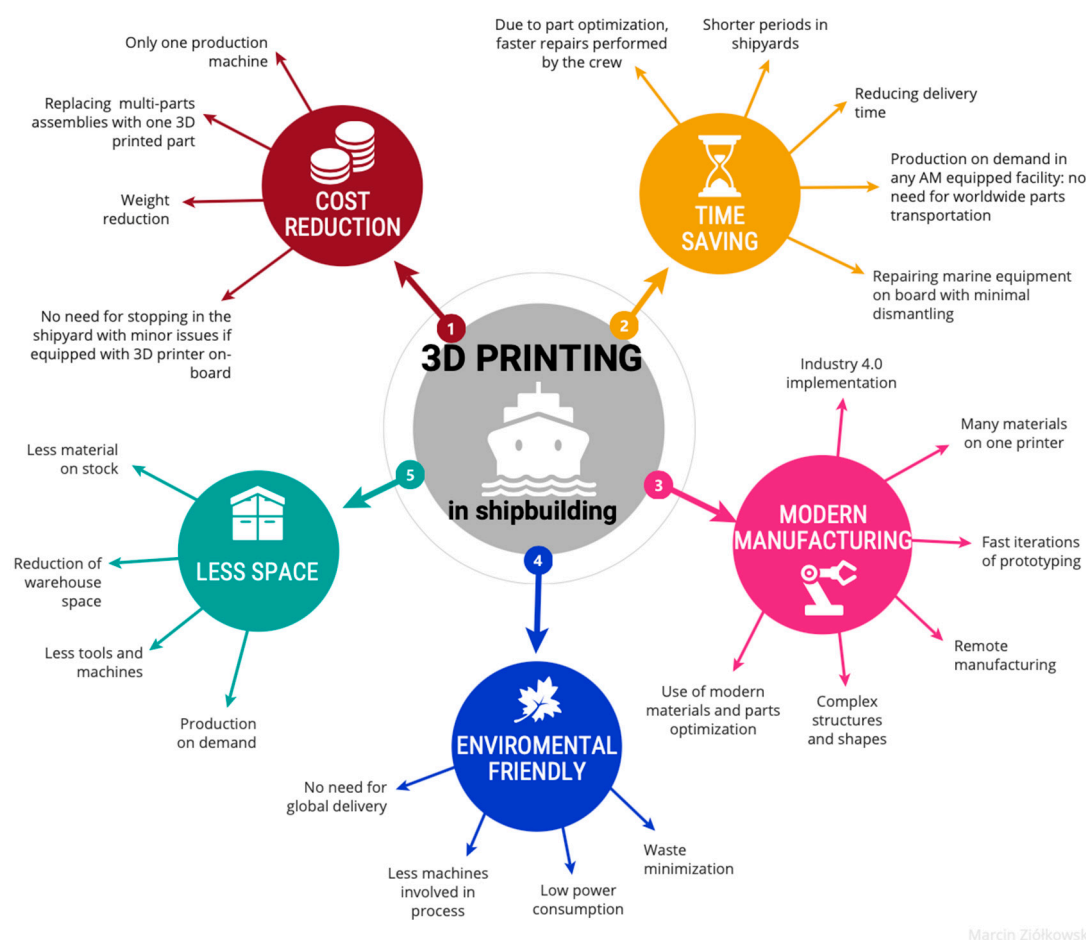 3D PRINTING
in shipbuilding
1
COST
REDUCTION
Only one production
machine
Replacing multi-parts
assemblies with one 3D
printed part
Weight
reduction
No need for stopping in the
shipyard with minor issues if
equipped with 3D printer on-
board
2
TIME
SAVING
Due to part optimization,
faster repairs performed
by the crew
Shorter periods in
shipyards
Reducing delivery
time
Production on demand in
any AM equipped facility: no
need for worldwide parts
transportation
Repairing marine equipment
on board with minimal
dismantling
3
MODERN
MANUFACTURING
Industry 4.0
implementation
Many materials
on one printer
Fast iterations
of prototyping
Remote
manufacturing
Complex
structures
and shapes
Use of modern
materials and parts
optimization
4
ENVIROMENTAL
FRIENDLY
No need for
global delivery
Less machines
involved in
process
Low power
consumption
Waste
minimization
5
LESS SPACE
Less material
on stock
Reduction of
warehouse
space
Less tools and
machines
Production
on demand
Marcin Ziółkowsk